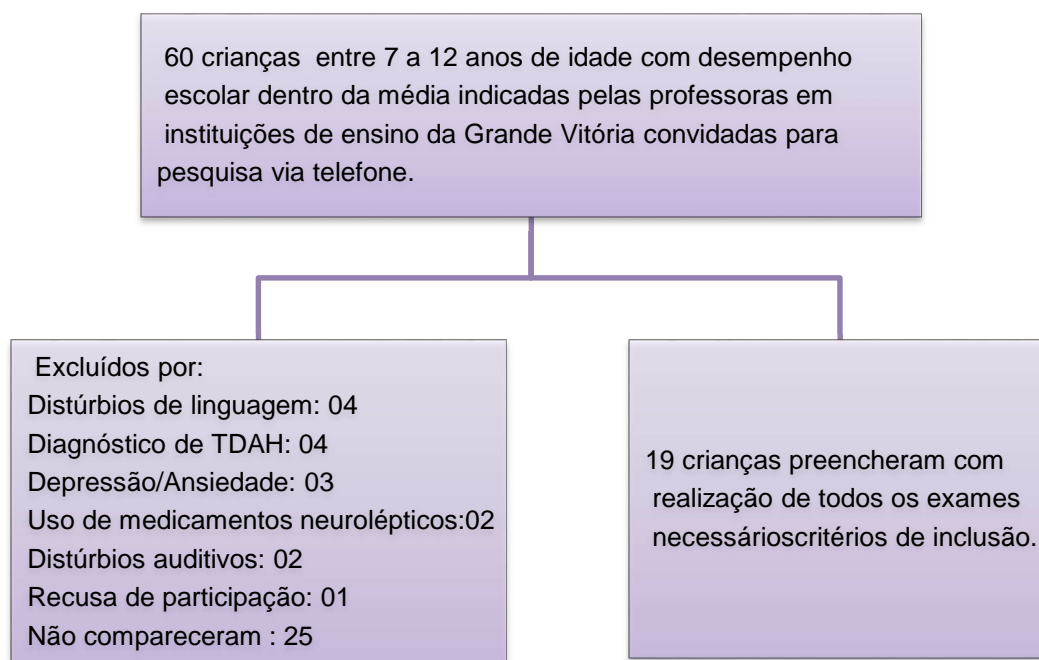 60 crianças entre 7 a 12 anos de idade com desempenho
escolar dentro da média indicadas pelas professoras em
instituições de ensino da Grande Vitória convidadas para
pesquisa via telefone.
Excluídos por:
Distúrbios de linguagem: 04
Diagnóstico de TDAH: 04
Depressão/Ansiedade: 03
Uso de medicamentos neurolépticos:02
Distúrbios auditivos: 02
Recusa de participação: 01
Não compareceram : 25
19 crianças preencheram com
realização de todos os exames
necessárioscritérios de inclusão.